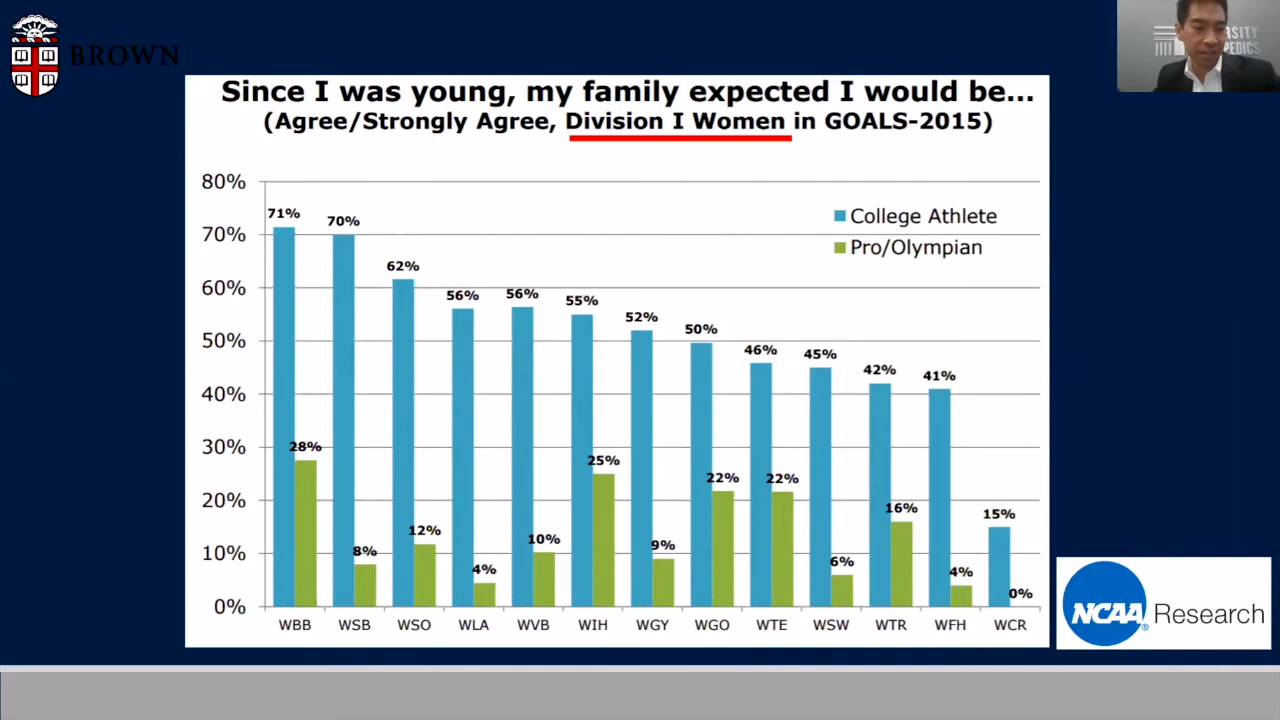 BROWN
RSITY
PEDICS
Since I was young, my family expected I would be...
(Agree/Strongly Agree, Division I Women in GOALS-2015)
80%
70%
60%
50%
40%
30%
20%
10%
0%
College Athlete
Pro/Olympian
71% 70% 62% 56% 56% 55% 52% 50% 46% 45% 42% 41% 15%
28% 8% 12% 4% 10% 25% 9% 22% 22% 6% 16% 4% 0%
WBB WSB WSO WLA WVB WIH WGY WGO WTE WSW WTR WFH WCR
NCAA® Research